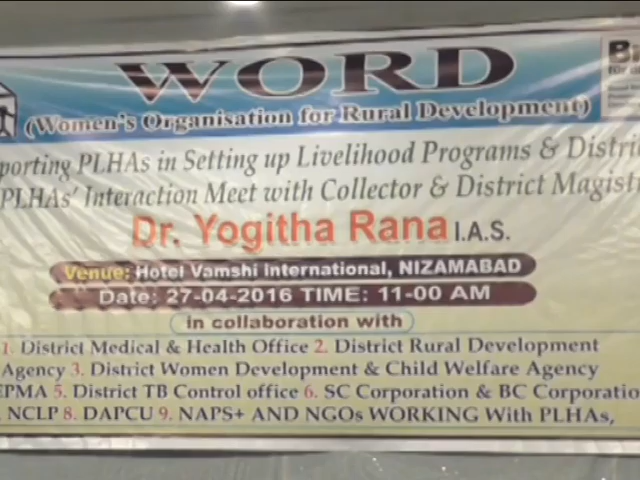 WORD
(Women's Organisation for Rural Development)
porting PLHAs in Setting up Livelihood Programs & Distri
PLHAs' Interaction Meet with Collector & District Magist
Dr. Yogitha Rana I.A.S.
Venue: Hotel Vamshi International, NIZAMABAD
Date: 27-04-2016 TIME: 11-00 AM
in collaboration with
1. District Medical & Health Office 2. District Rural Development
Agency 3. District Women Development & Child Welfare Agency
EPMA 5. District TB Control office 6. SC Corporation & BC Corporatio
NCLP 8. DAPCU 9. NAPS+ AND NGOs WORKING With PLHAs,